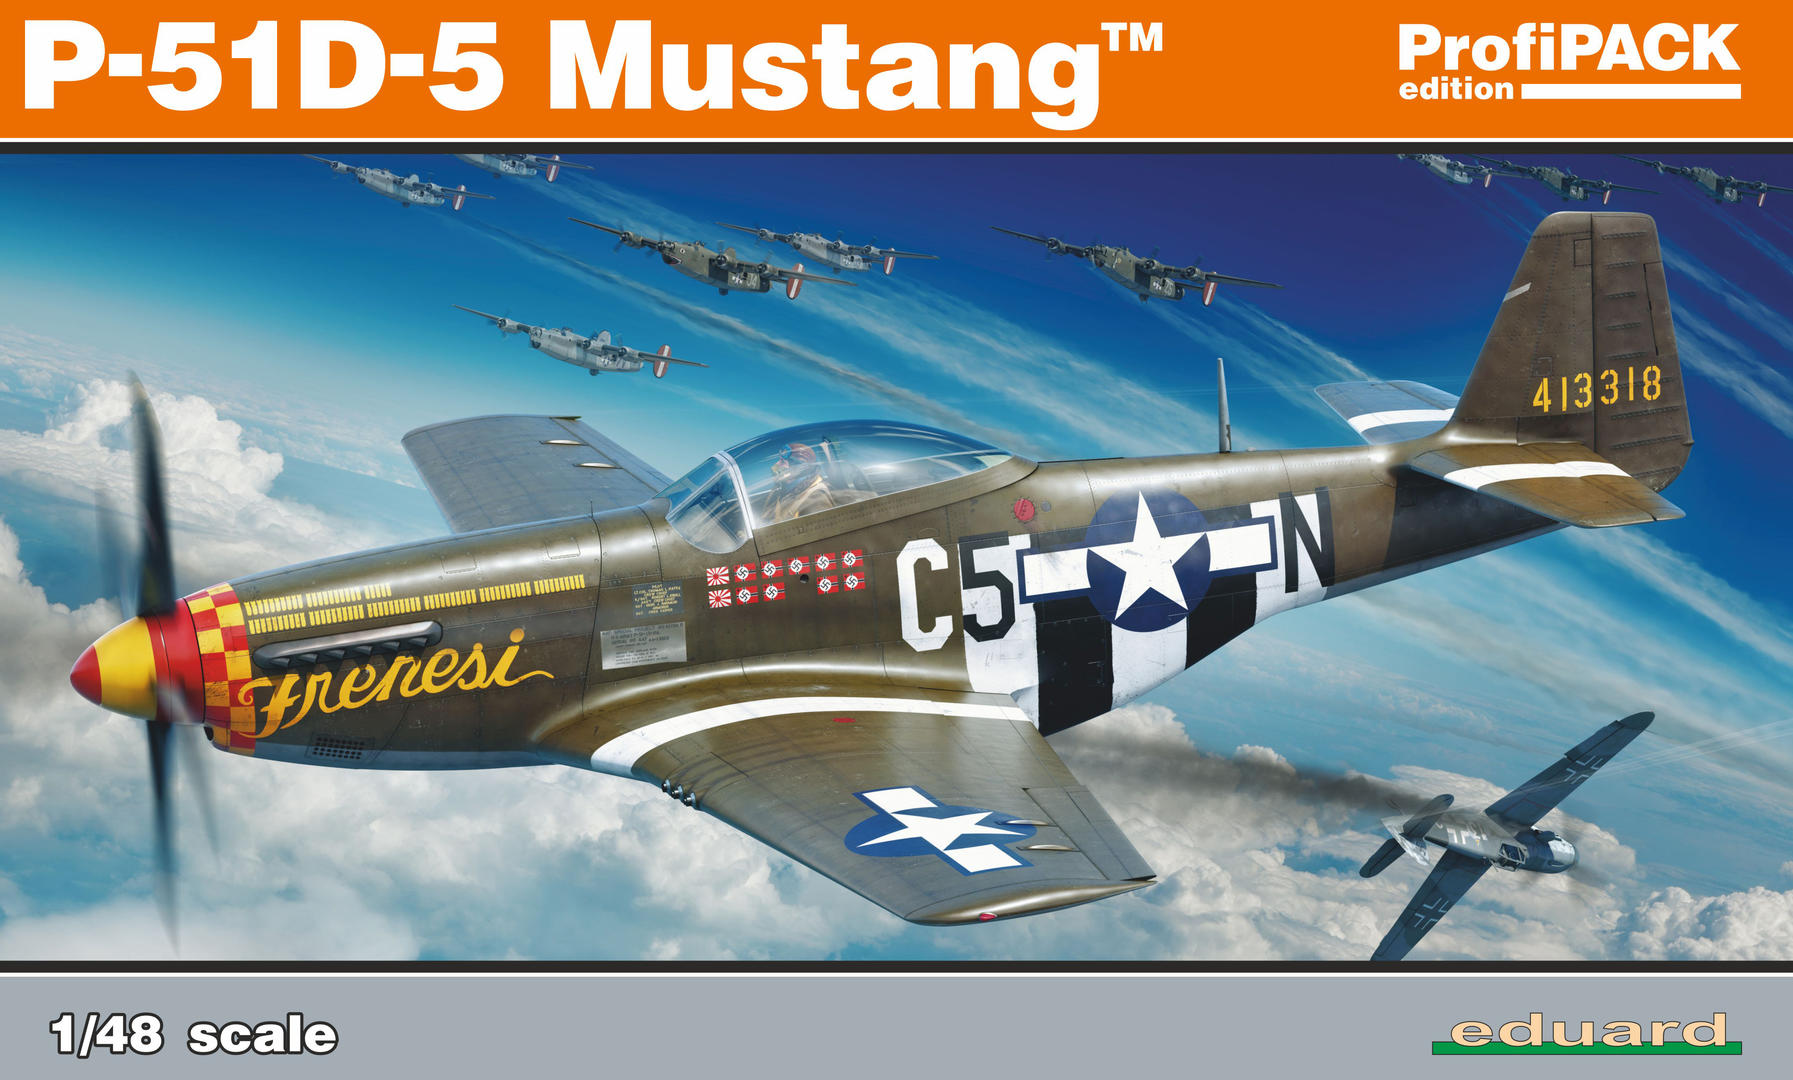 P-51D-5 Mustang™
ProfiPACK
edition
413318
C5 N
Frenesi
1/48 scale
eduard